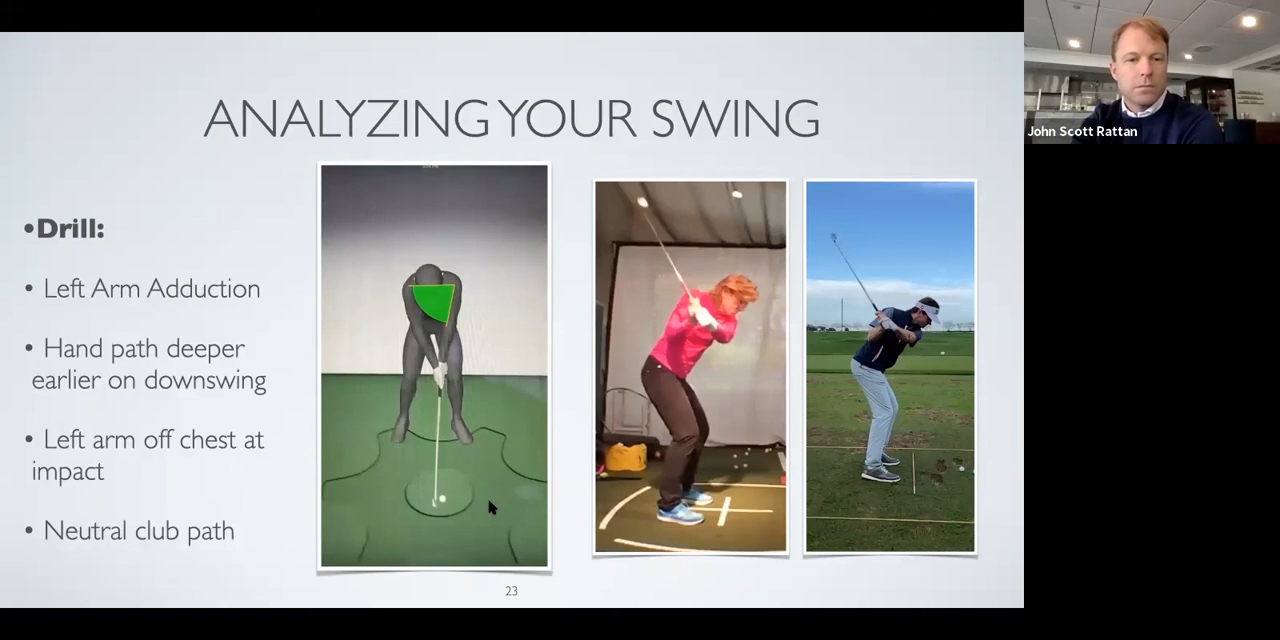 ANALYZING YOUR SWING
John Scott Rattan
•Drill:
• Left Arm Adduction
• Hand path deeper
earlier on downswing
• Left arm off chest at
impact
• Neutral club path
23